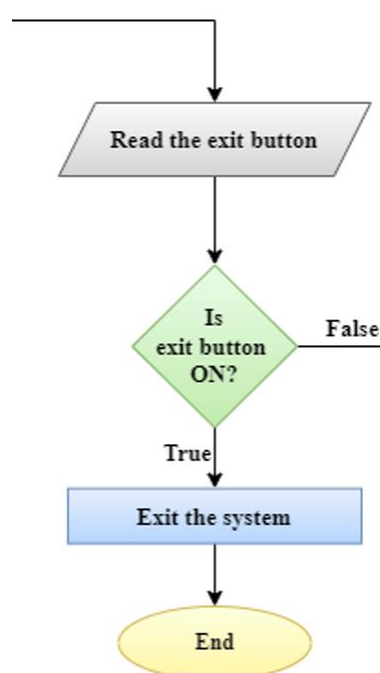 Read the exit button
Is
exit button
ON?
False
True
Exit the system
End